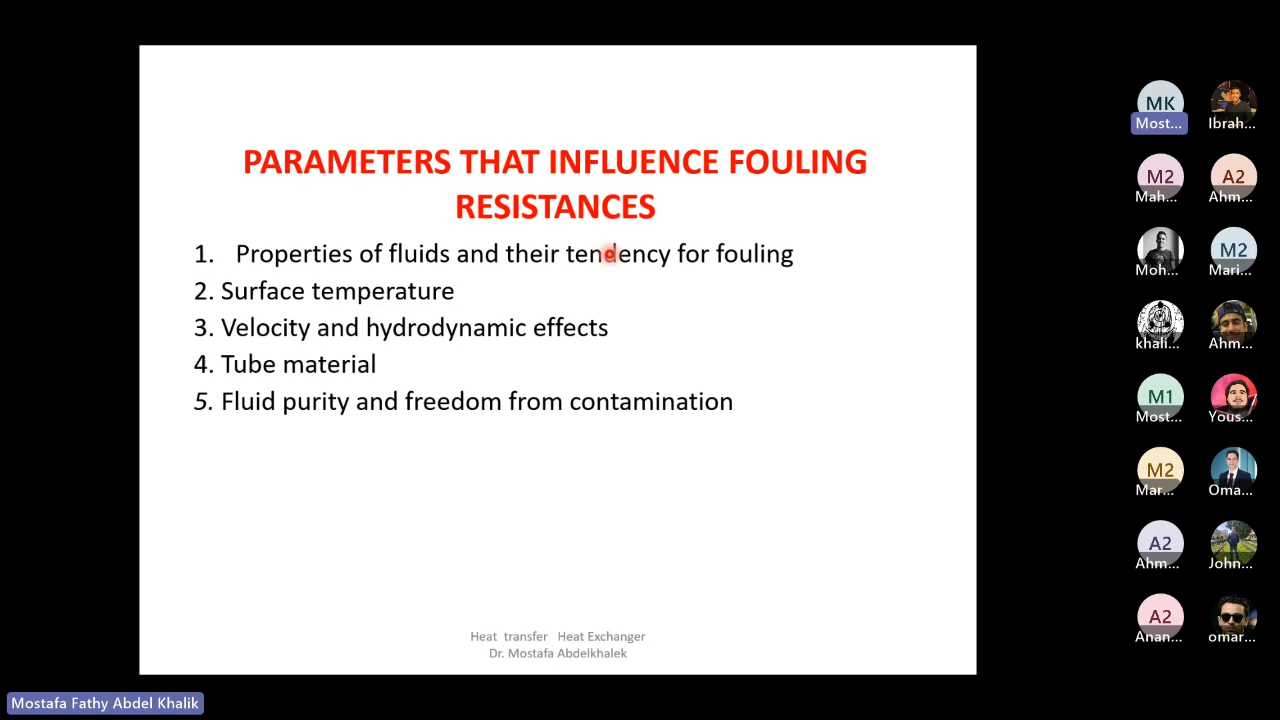 PARAMETERS THAT INFLUENCE FOULING
RESISTANCES
1. Properties of fluids and their tendency for fouling
2. Surface temperature
3. Velocity and hydrodynamic effects
4. Tube material
5. Fluid purity and freedom from contamination
Heat transfer Heat Exchanger
Dr. Mostafa Abdelkhalek
MK
Most...
Ibrah...
M2
Mah...
A2
Ahm...
Moh...
M2
Mari...
khali...
Ahm...
M1
Most...
Yous...
M2
Mar...
Oma...
A2
Ahm...
John...
A2
Anan...
omar...
Mostafa Fathy Abdel Khalik